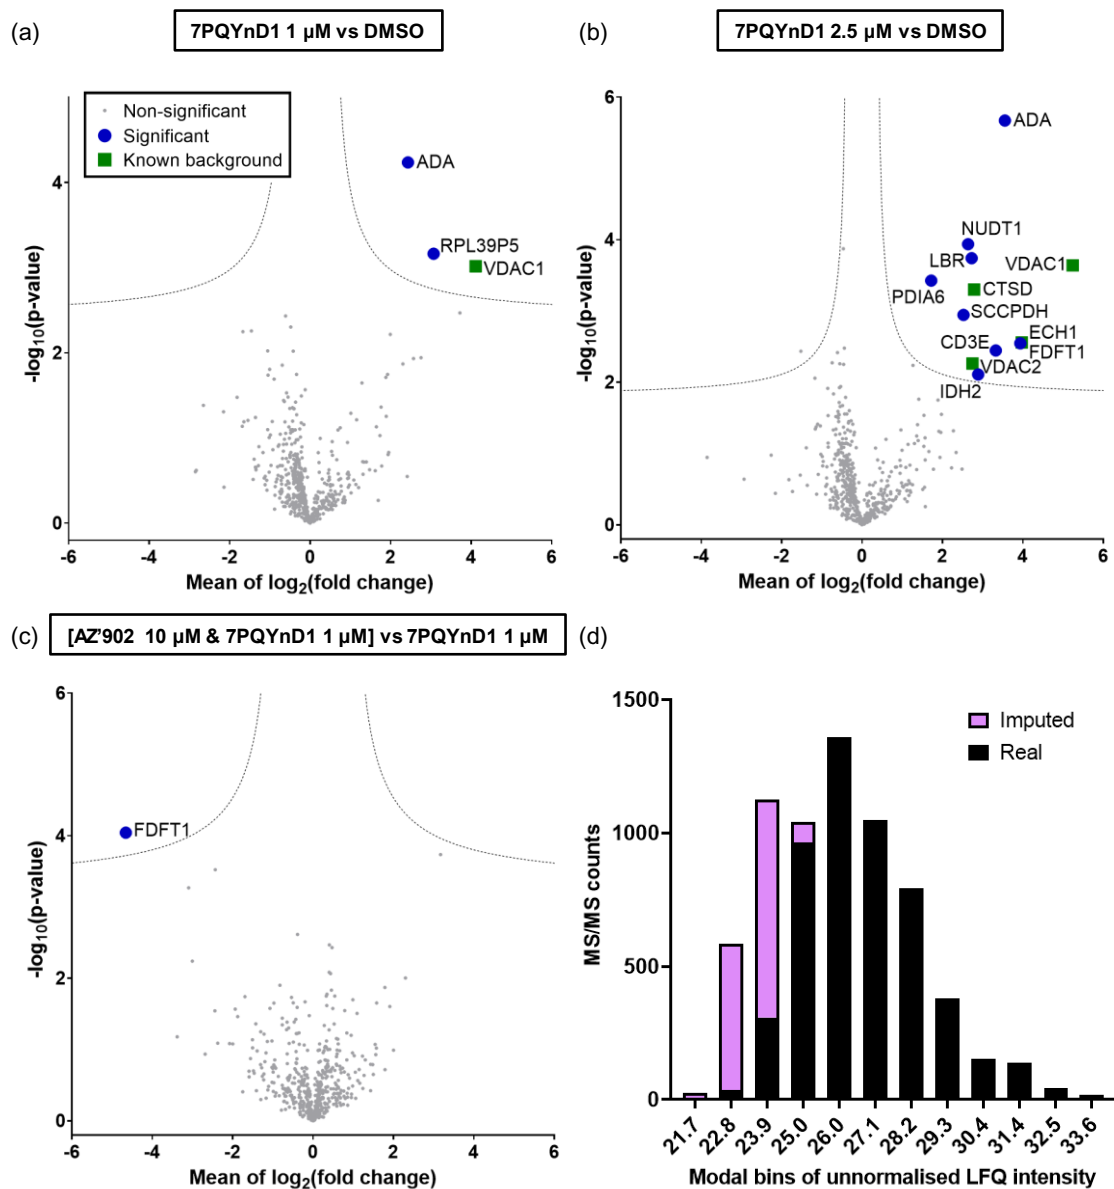 (a)
7PQYnD1 1 µM vs DMSO
Non-significant
Significant
Known background
ADA
RPL39P5
VDAC1
4
2
0
-log10(p-value)
-6 -4 -2 0 2 4 6
Mean of log2(fold change)
(b)
7PQYnD1 2.5 µM vs DMSO
6
4
2
0
-log10(p-value)
ADA
NUDT1
LBR
VDAC1
CTSD
PDIA6
SCCPDH
ECH1
CD3E
FDFT1
VDAC2
IDH2
-6 -4 -2 0 2 4 6
Mean of log2(fold change)
(c)
[AZ'902 10 µM & 7PQYnD1 1 µM] vs 7PQYnD1 1 µM
6
4
2
0
-log10(p-value)
FDFT1
-6 -4 -2 0 2 4 6
Mean of log2(fold change)
(d)
1500
1000
500
0
MS/MS counts
Imputed
Real
21.7 22.8 23.9 25.0 26.0 27.1 28.2 29.3 30.4 31.4 32.5 33.6
Modal bins of unnormalised LFQ intensity